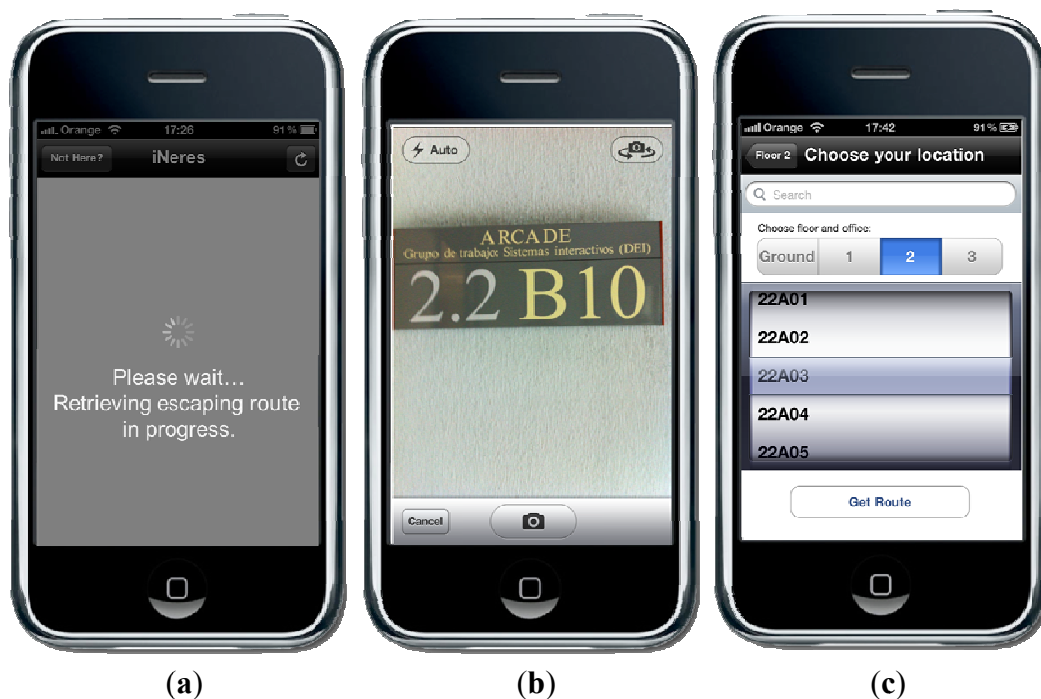 Orange 17:26 91%
Not Here? iNeres
Please wait...
Retrieving escaping route
in progress.
(a)
Auto
ARCADE
Grupo de trabajo: Sistemas interactivos (DEI)
2.2 B10
Cancel
(b)
Orange 17:42 91%
Floor 2 Choose your location
Search
Choose floor and office:
Ground 1 2 3
22A01
22A02
22A03
22A04
22A05
Get Route
(c)